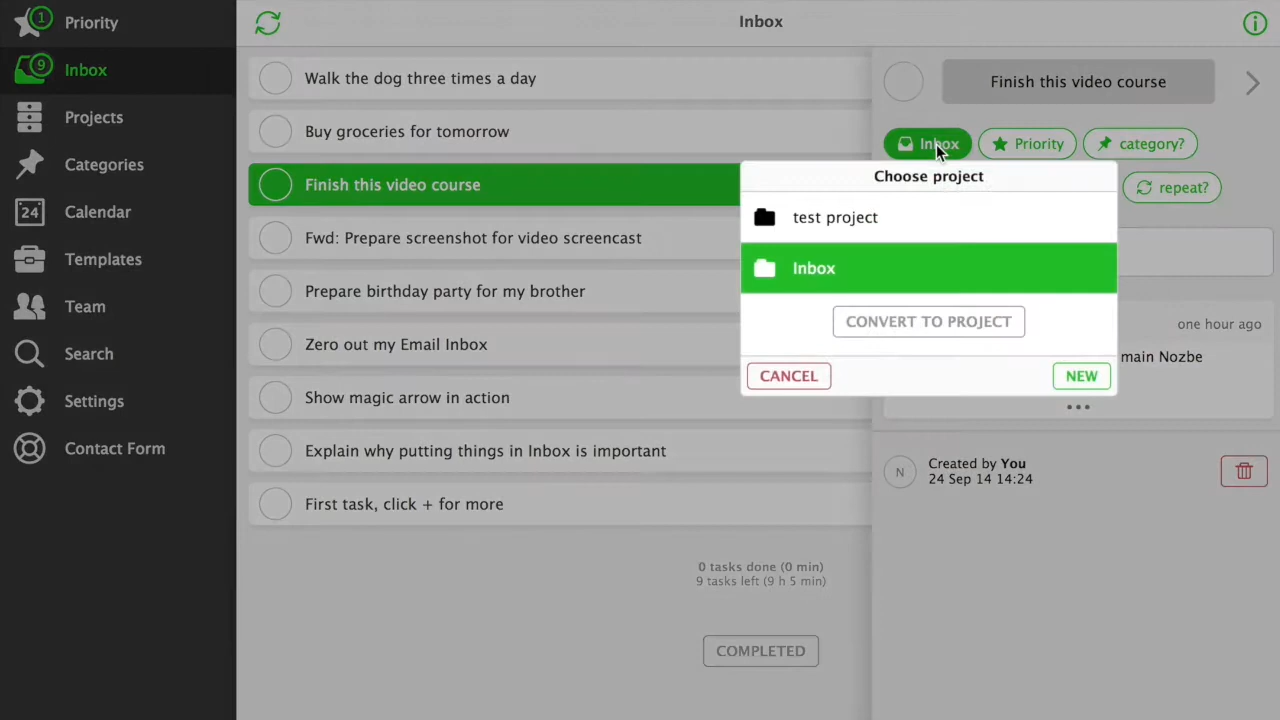 1
Priority
9
Inbox
Projects
Categories
24
Calendar
Templates
Team
Search
Settings
Contact Form
Inbox
Walk the dog three times a day
Buy groceries for tomorrow
Finish this video course
Fwd: Prepare screenshot for video screencast
Prepare birthday party for my brother
Zero out my Email Inbox
Show magic arrow in action
Explain why putting things in Inbox is important
First task, click + for more
0 tasks done (0 min)
9 tasks left (9 h 5 min)
COMPLETED
Finish this video course
Inbox
Priority
category?
repeat?
Choose project
test project
Inbox
CONVERT TO PROJECT
CANCEL
NEW
one hour ago
main Nozbe
N
Created by You
24 Sep 14 14:24